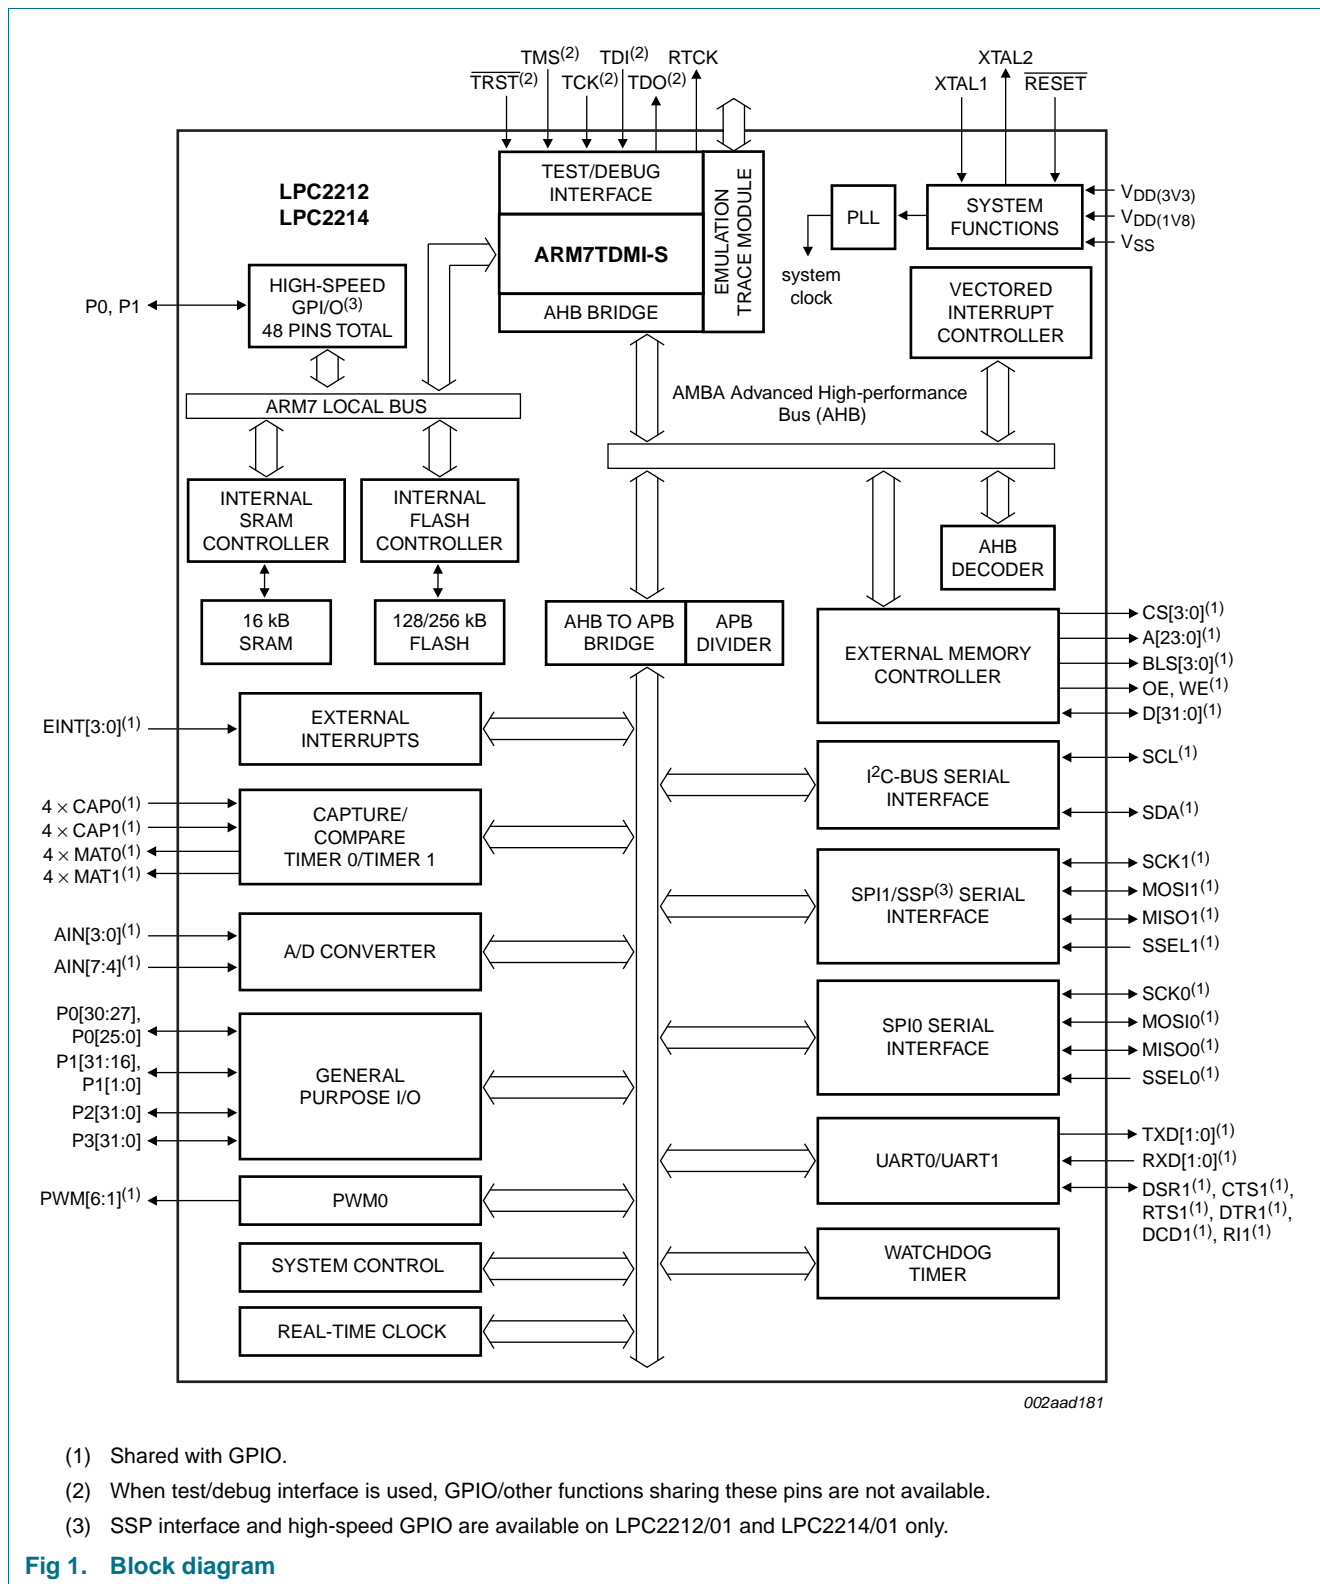 TMS(2) TDI(2) RTCK
TRST(2) TCK(2) TDO(2)
XTAL2
XTAL1 RESET
LPC2212
LPC2214
TEST/DEBUG
INTERFACE
ARM7TDMI-S
AHB BRIDGE
EMULATION
TRACE MODULE
PLL
system
clock
SYSTEM
FUNCTIONS
VDD(3V3)
VDD(1V8)
VSS
P0, P1
HIGH-SPEED
GPI/O(3)
48 PINS TOTAL
VECTORED
INTERRUPT
CONTROLLER
ARM7 LOCAL BUS
AMBA Advanced High-performance
Bus (AHB)
INTERNAL
SRAM
CONTROLLER
INTERNAL
FLASH
CONTROLLER
AHB
DECODER
16 kB
SRAM
128/256 kB
FLASH
AHB TO APB
BRIDGE
APB
DIVIDER
EXTERNAL MEMORY
CONTROLLER
CS[3:0](1)
A[23:0](1)
BLS[3:0](1)
OE, WE(1)
D[31:0](1)
EINT[3:0](1)
EXTERNAL
INTERRUPTS
I2C-BUS SERIAL
INTERFACE
SCL(1)
SDA(1)
4 × CAP0(1)
4 × CAP1(1)
4 × MAT0(1)
4 × MAT1(1)
CAPTURE/
COMPARE
TIMER 0/TIMER 1
SPI1/SSP(3) SERIAL
INTERFACE
SCK1(1)
MOSI1(1)
MISO1(1)
SSEL1(1)
AIN[3:0](1)
AIN[7:4](1)
A/D CONVERTER
SPI0 SERIAL
INTERFACE
SCK0(1)
MOSI0(1)
MISO0(1)
SSEL0(1)
P0[30:27],
P0[25:0]
P1[31:16],
P1[1:0]
P2[31:0]
P3[31:0]
GENERAL
PURPOSE I/O
UART0/UART1
TXD[1:0](1)
RXD[1:0](1)
DSR1(1), CTS1(1),
RTS1(1), DTR1(1),
DCD1(1), RI1(1)
PWM[6:1](1)
PWM0
SYSTEM CONTROL
WATCHDOG
TIMER
REAL-TIME CLOCK
002aad181
(1) Shared with GPIO.
(2) When test/debug interface is used, GPIO/other functions sharing these pins are not available.
(3) SSP interface and high-speed GPIO are available on LPC2212/01 and LPC2214/01 only.
Fig 1. Block diagram